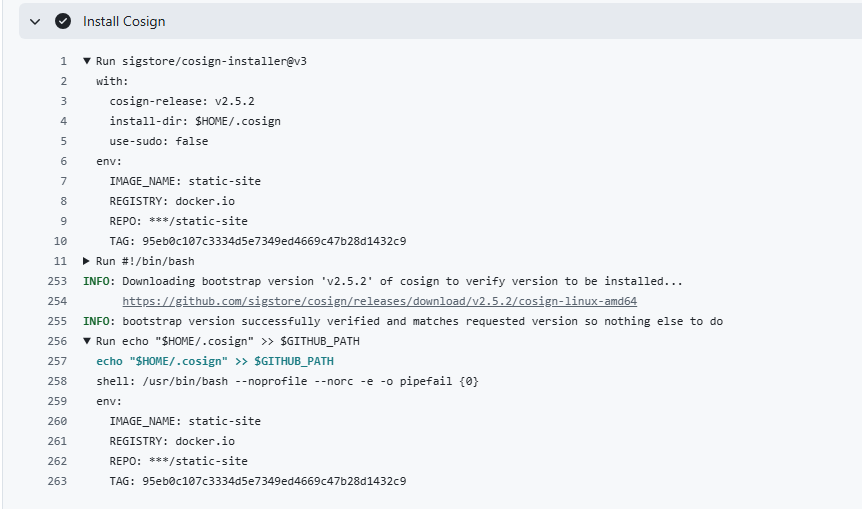 Install Cosign
1 ▼ Run sigstore/cosign-installer@v3
2 with:
3 cosign-release: v2.5.2
4 install-dir: $HOME/.cosign
5 use-sudo: false
6 env:
7 IMAGE_NAME: static-site
8 REGISTRY: docker.io
9 REPO: ***/static-site
10 TAG: 95eb0c107c3334d5e7349ed4669c47b28d1432c9
11 ▶ Run #!/bin/bash
253 INFO: Downloading bootstrap version 'v2.5.2' of cosign to verify version to be installed...
254 https://github.com/sigstore/cosign/releases/download/v2.5.2/cosign-linux-amd64
255 INFO: bootstrap version successfully verified and matches requested version so nothing else to do
256 ▼ Run echo "$HOME/.cosign" >> $GITHUB_PATH
257 echo "$HOME/.cosign" >> $GITHUB_PATH
258 shell: /usr/bin/bash --noprofile --norc -e -o pipefail {0}
259 env:
260 IMAGE_NAME: static-site
261 REGISTRY: docker.io
262 REPO: ***/static-site
263 TAG: 95eb0c107c3334d5e7349ed4669c47b28d1432c9